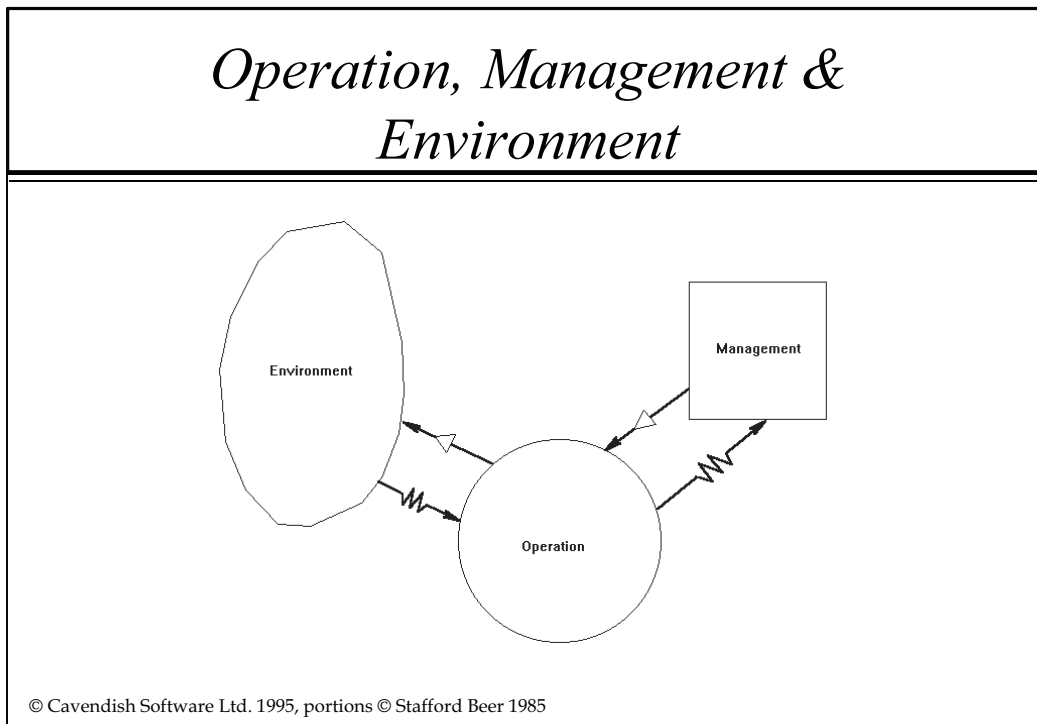 Operation, Management &
Environment
Management
Environment
Operation
© Cavendish Software Ltd. 1995, portions © Stafford Beer 1985